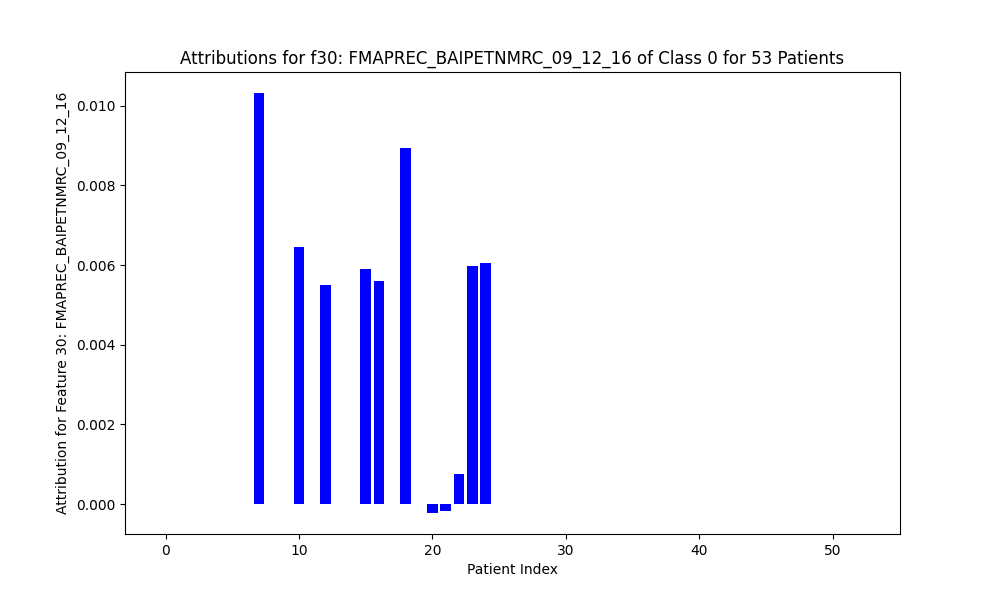 Attributions for f30: FMAPREC_BAIPETNMRC_09_12_16 of Class 0 for 53 Patients
Attribution for Feature 30: FMAPREC_BAIPETNMRC_09_12_16
0.010
0.008
0.006
0.004
0.002
0.000
0 10 20 30 40 50
Patient Index